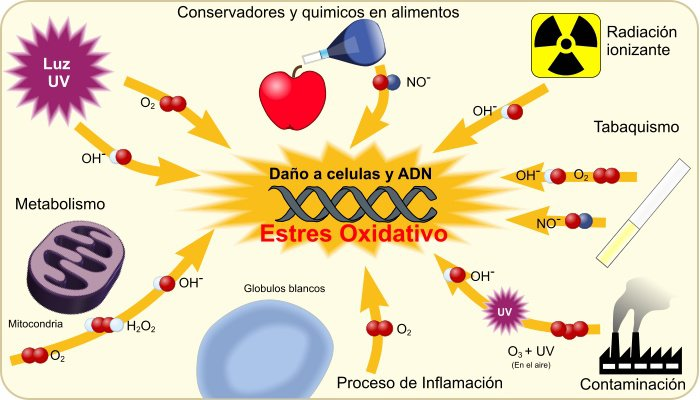 Conservadores y quimicos en alimentos
Luz
UV
O2
OH-
NO-
Radiación
ionizante
OH-
Tabaquismo
OH-
O2
NO-
Daño a celulas y ADN
Estres Oxidativo
Metabolismo
Mitocondria
O2
H2O2
OH-
Globulos blancos
O2
Proceso de Inflamación
OH-
UV
O3 + UV
(En el aire)
Contaminación